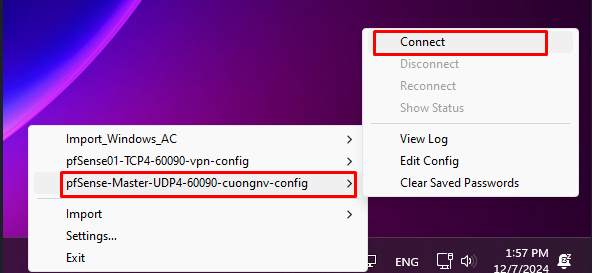 Connect
Disconnect
Reconnect
Show Status
View Log
Edit Config
Clear Saved Passwords
Import_Windows_AC
pfSense01-TCP4-60090-vpn-config
pfSense-Master-UDP4-60090-cuongnv-config
Import
Settings...
Exit
ENG
1:57 PM
12/7/2024